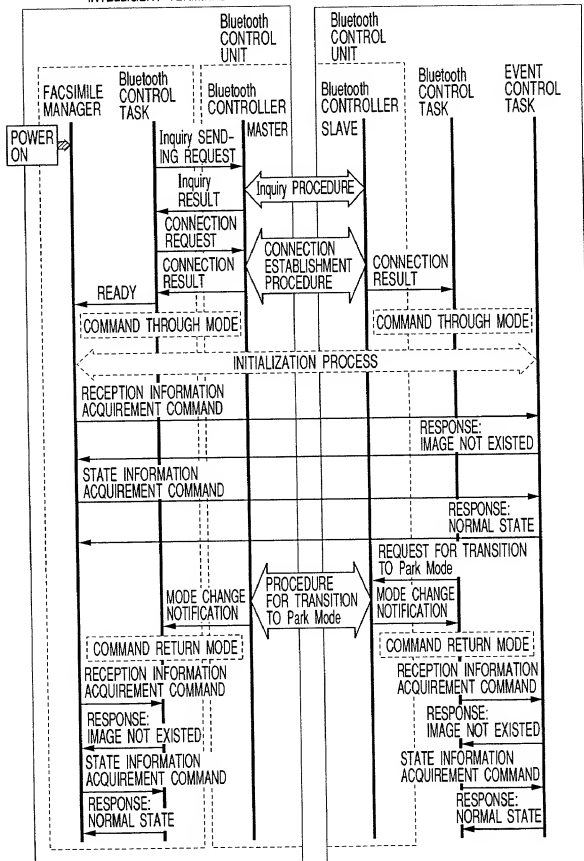 Bluetooth
CONTROL
UNIT
Bluetooth
CONTROL
UNIT
FACSIMILE
MANAGER
Bluetooth
CONTROL
TASK
Bluetooth
CONTROLLER
MASTER
Bluetooth
CONTROLLER
SLAVE
Bluetooth
CONTROL
TASK
EVENT
CONTROL
TASK
POWER
ON
Inquiry SEND-
ING REQUEST
Inquiry
RESULT
Inquiry PROCEDURE
CONNECTION
REQUEST
CONNECTION
RESULT
CONNECTION
ESTABLISHMENT
PROCEDURE
CONNECTION
RESULT
READY
COMMAND THROUGH MODE
COMMAND THROUGH MODE
INITIALIZATION PROCESS
RECEPTION INFORMATION
ACQUIREMENT COMMAND
RESPONSE:
IMAGE NOT EXISTED
STATE INFORMATION
ACQUIREMENT COMMAND
RESPONSE:
NORMAL STATE
REQUEST FOR TRANSITION
TO Park Mode
PROCEDURE
FOR TRANSITION
TO Park Mode
MODE CHANGE
NOTIFICATION
MODE CHANGE
NOTIFICATION
COMMAND RETURN MODE
COMMAND RETURN MODE
RECEPTION INFORMATION
ACQUIREMENT COMMAND
RECEPTION INFORMATION
ACQUIREMENT COMMAND
RESPONSE:
IMAGE NOT EXISTED
RESPONSE:
IMAGE NOT EXISTED
STATE INFORMATION
ACQUIREMENT COMMAND
STATE INFORMATION
ACQUIREMENT COMMAND
RESPONSE:
NORMAL STATE
RESPONSE:
NORMAL STATE